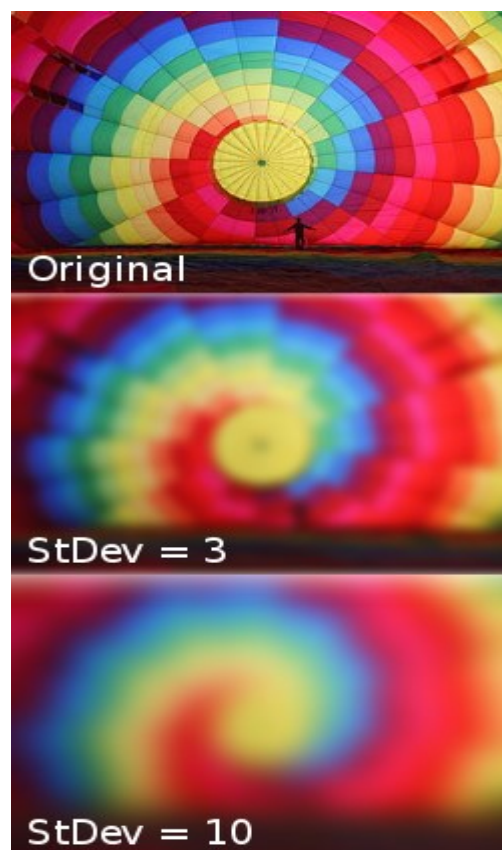 Original
StDev = 3
StDev = 10